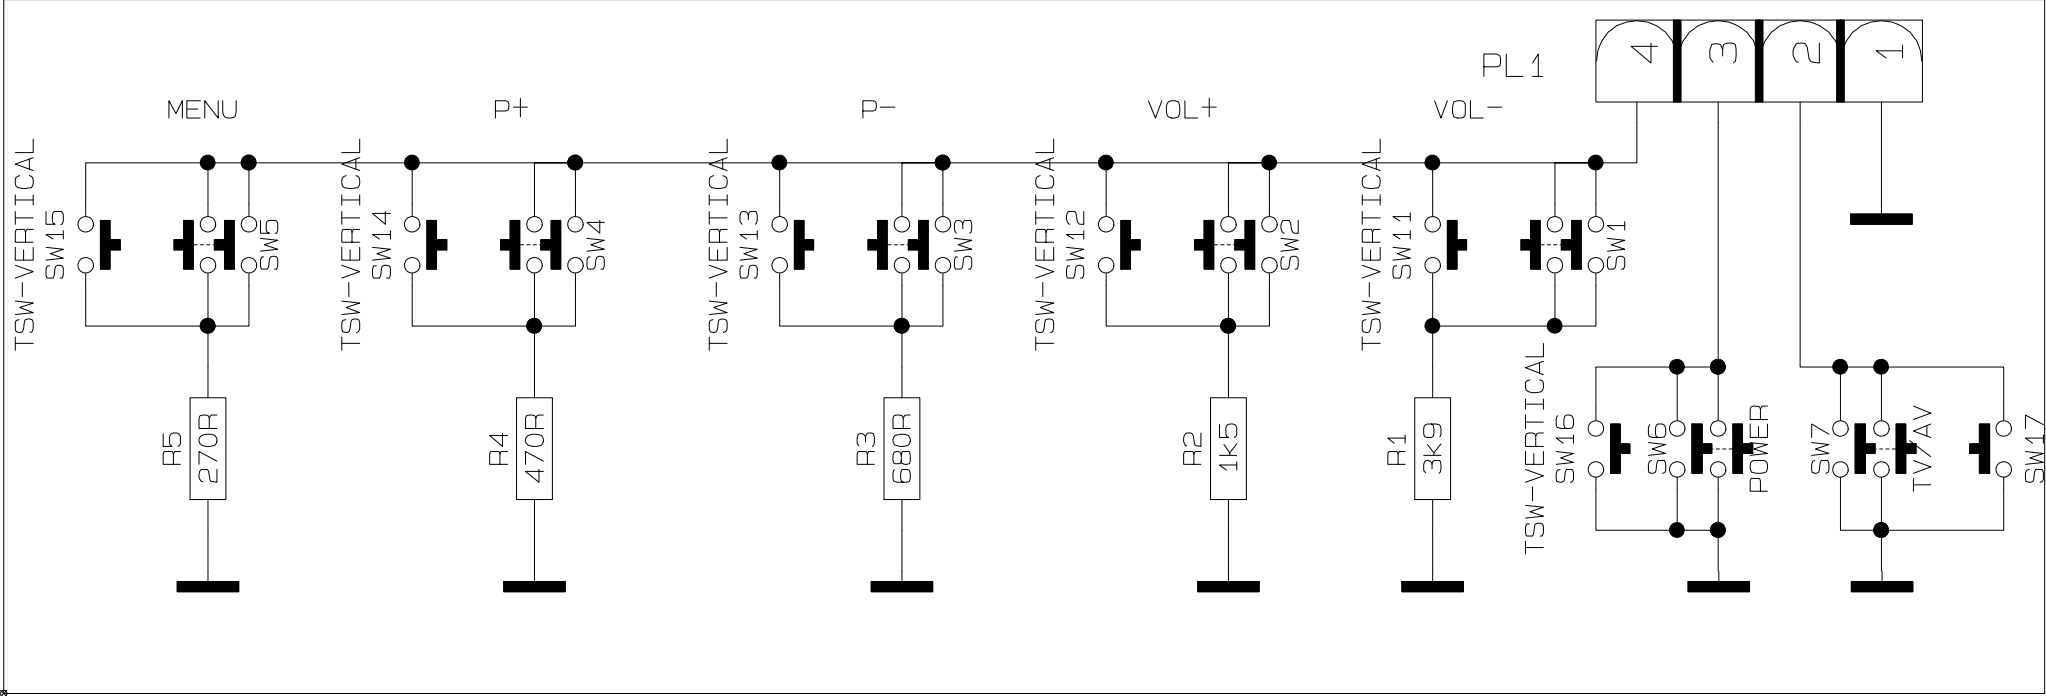 PL1
4
3
2
1
MENU
P+
P-
VOL+
VOL-
TSW-VERTICAL
SW15
SW5
TSW-VERTICAL
SW14
SW4
TSW-VERTICAL
SW13
SW3
TSW-VERTICAL
SW12
SW2
TSW-VERTICAL
SW11
SW1
R5
270R
R4
470R
R3
680R
R2
1k5
R1
3K9
TSW-VERTICAL
SW16
SW6
POWER
SW7
TV/AV
SW17